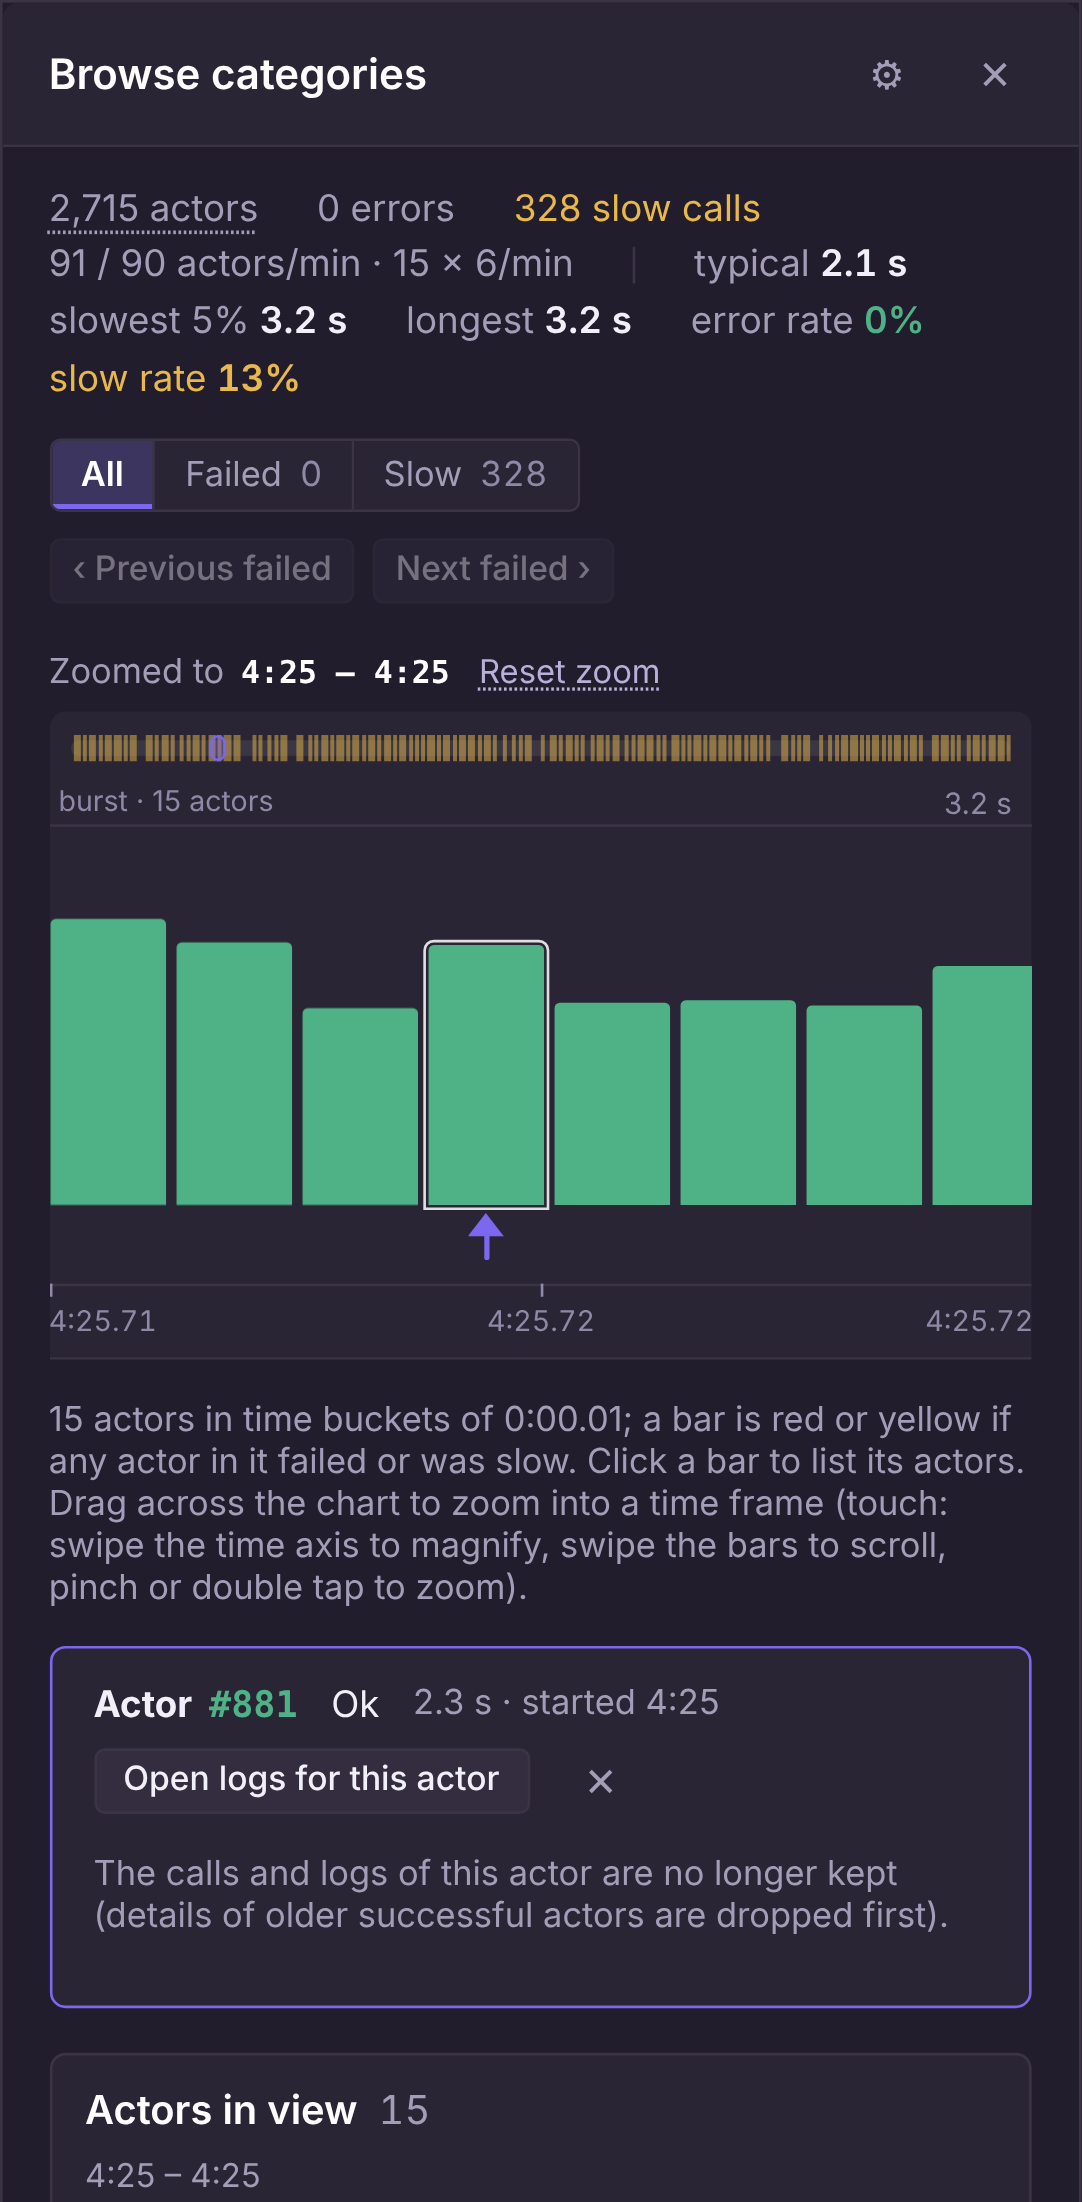 Browse categories
2,715 actors 0 errors 328 slow calls
91 / 90 actors/min · 15 × 6/min typical 2.1 s
slowest 5% 3.2 s longest 3.2 s error rate 0%
slow rate 13%
All Failed 0 Slow 328
‹ Previous failed Next failed ›
Zoomed to 4:25 – 4:25 Reset zoom
burst · 15 actors 3.2 s
4:25.71 4:25.72 4:25.72
15 actors in time buckets of 0:00.01; a bar is red or yellow if
any actor in it failed or was slow. Click a bar to list its actors.
Drag across the chart to zoom into a time frame (touch:
swipe the time axis to magnify, swipe the bars to scroll,
pinch or double tap to zoom).
Actor #881 Ok 2.3 s · started 4:25
Open logs for this actor ×
The calls and logs of this actor are no longer kept
(details of older successful actors are dropped first).
Actors in view 15
4:25 – 4:25